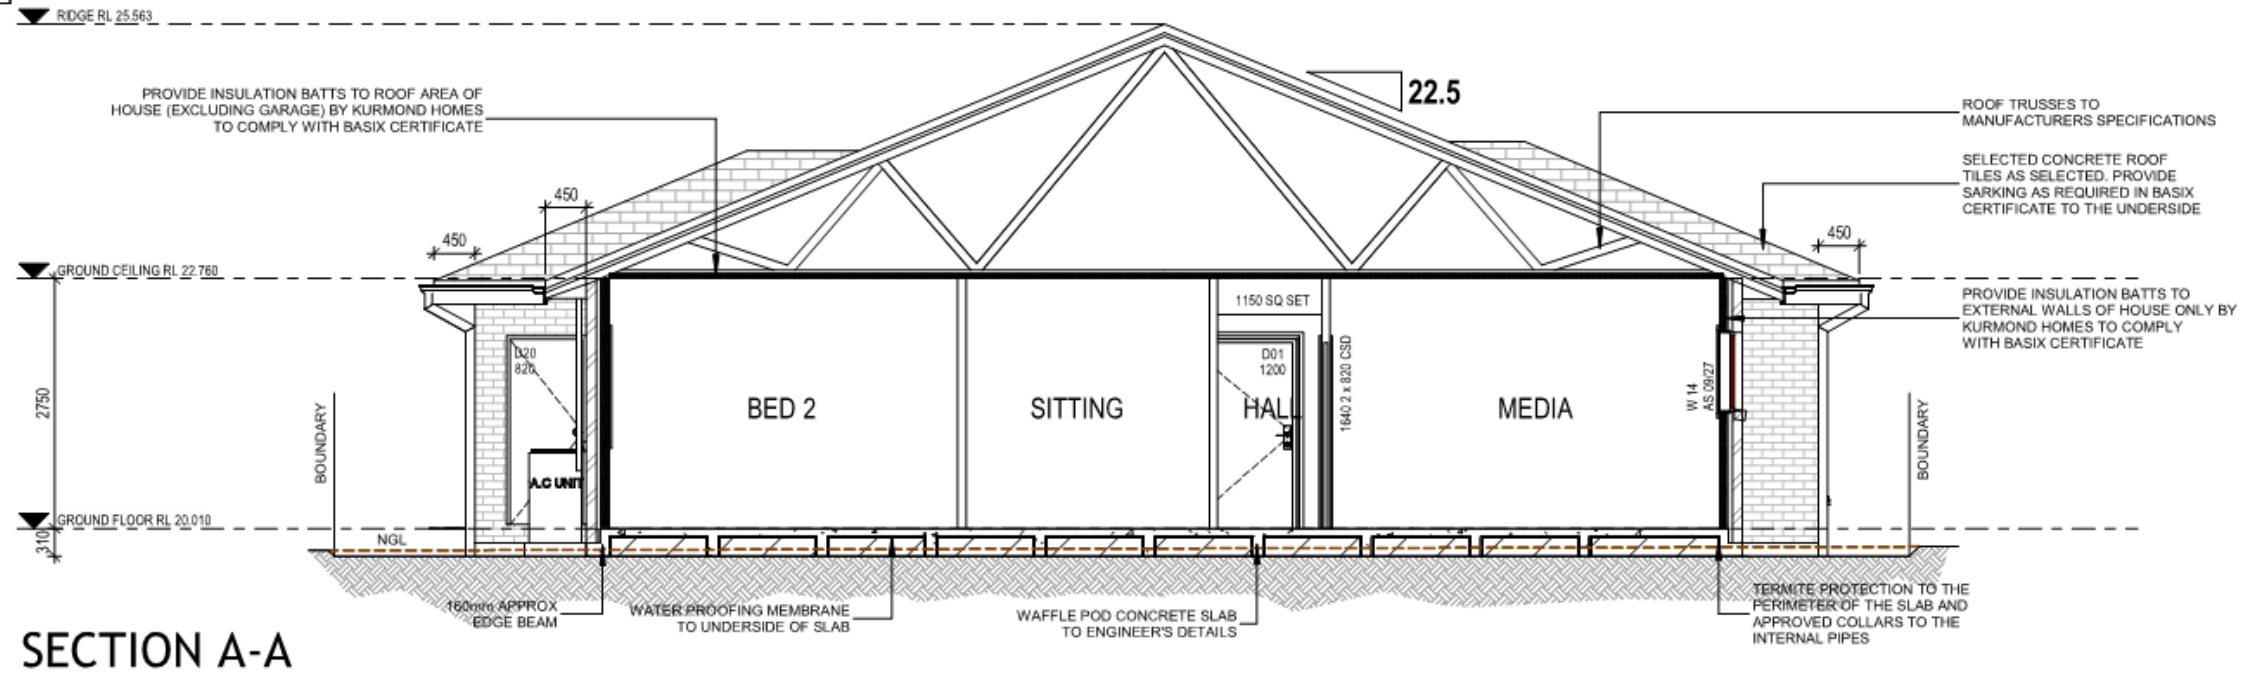 RIDGE RL 25.563
PROVIDE INSULATION BATTS TO ROOF AREA OF
HOUSE (EXCLUDING GARAGE) BY KURMOND HOMES
TO COMPLY WITH BASIX CERTIFICATE
22.5
ROOF TRUSSES TO
MANUFACTURERS SPECIFICATIONS
SELECTED CONCRETE ROOF
TILES AS SELECTED. PROVIDE
SARKING AS REQUIRED IN BASIX
CERTIFICATE TO THE UNDERSIDE
450
450
450
GROUND CEILING RL 22.760
PROVIDE INSULATION BATTS TO
EXTERNAL WALLS OF HOUSE ONLY BY
KURMOND HOMES TO COMPLY
WITH BASIX CERTIFICATE
1150 SQ SET
D20
820
D01
1200
1640 2 x 820 CSD
W 14
AS 09/27
2750
BOUNDARY
BED 2
SITTING
HALL
MEDIA
BOUNDARY
A.C UNIT
GROUND FLOOR RL 20.010
310
NGL
160mm APPROX
EDGE BEAM
WATER PROOFING MEMBRANE
TO UNDERSIDE OF SLAB
WAFFLE POD CONCRETE SLAB
TO ENGINEER'S DETAILS
TERMITE PROTECTION TO THE
PERIMETER OF THE SLAB AND
APPROVED COLLARS TO THE
INTERNAL PIPES
SECTION A-A